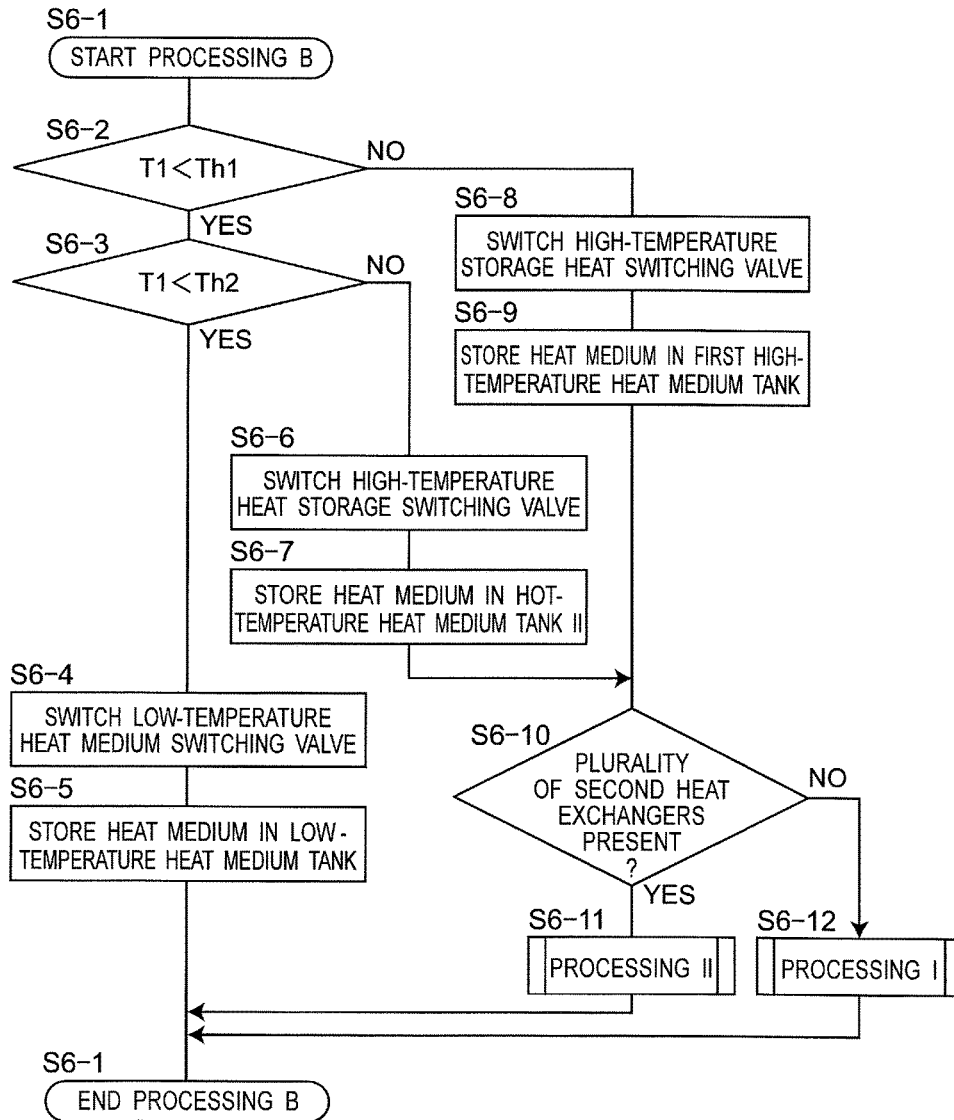 S6-1
START PROCESSING B
S6-2
T1<Th1
NO
YES
S6-3
T1<Th2
NO
YES
S6-8
SWITCH HIGH-TEMPERATURE
STORAGE HEAT SWITCHING VALVE
S6-9
STORE HEAT MEDIUM IN FIRST HIGH-
TEMPERATURE HEAT MEDIUM TANK
S6-6
SWITCH HIGH-TEMPERATURE
HEAT STORAGE SWITCHING VALVE
S6-7
STORE HEAT MEDIUM IN HOT-
TEMPERATURE HEAT MEDIUM TANK II
S6-4
SWITCH LOW-TEMPERATURE
HEAT MEDIUM SWITCHING VALVE
S6-5
STORE HEAT MEDIUM IN LOW-
TEMPERATURE HEAT MEDIUM TANK
S6-10
PLURALITY
OF SECOND HEAT
EXCHANGERS
PRESENT
?
NO
YES
S6-11
PROCESSING II
S6-12
PROCESSING I
S6-1
END PROCESSING B